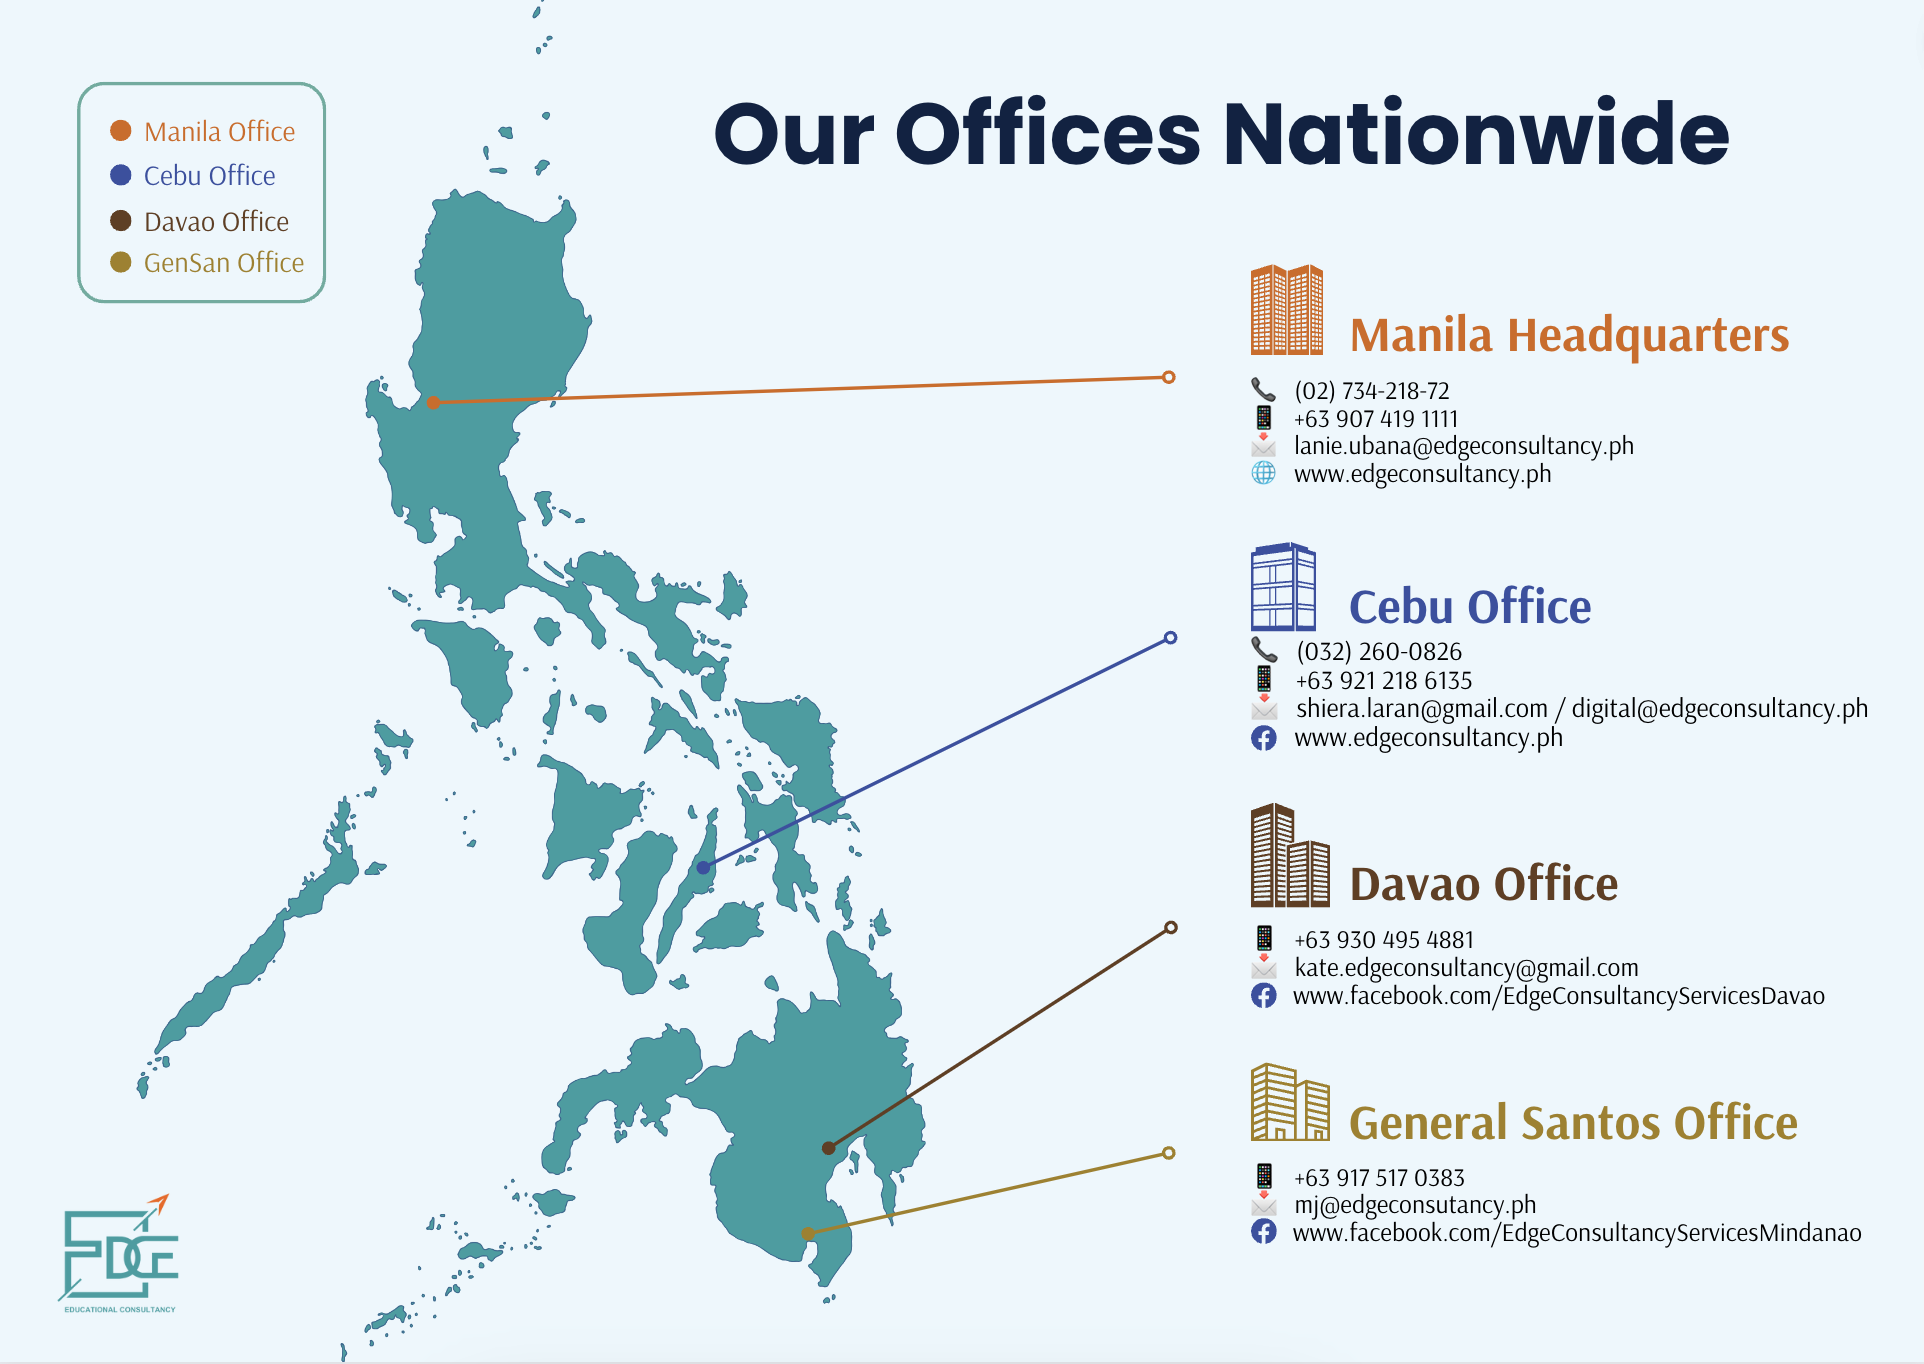 Our Offices Nationwide
Manila Office
Cebu Office
Davao Office
GenSan Office
Manila Headquarters
(02) 734-218-72
+63 907 419 1111
lanie.ubana@edgeconsultancy.ph
www.edgeconsultancy.ph
Cebu Office
(032) 260-0826
+63 921 218 6135
shiera.laran@gmail.com / digital@edgeconsultancy.ph
www.edgeconsultancy.ph
Davao Office
+63 930 495 4881
kate.edgeconsultancy@gmail.com
www.facebook.com/EdgeConsultancyServicesDavao
General Santos Office
+63 917 517 0383
mj@edgeconsutancy.ph
www.facebook.com/EdgeConsultancyServicesMindanao
EDGE
EDUCATIONAL CONSULTANCY